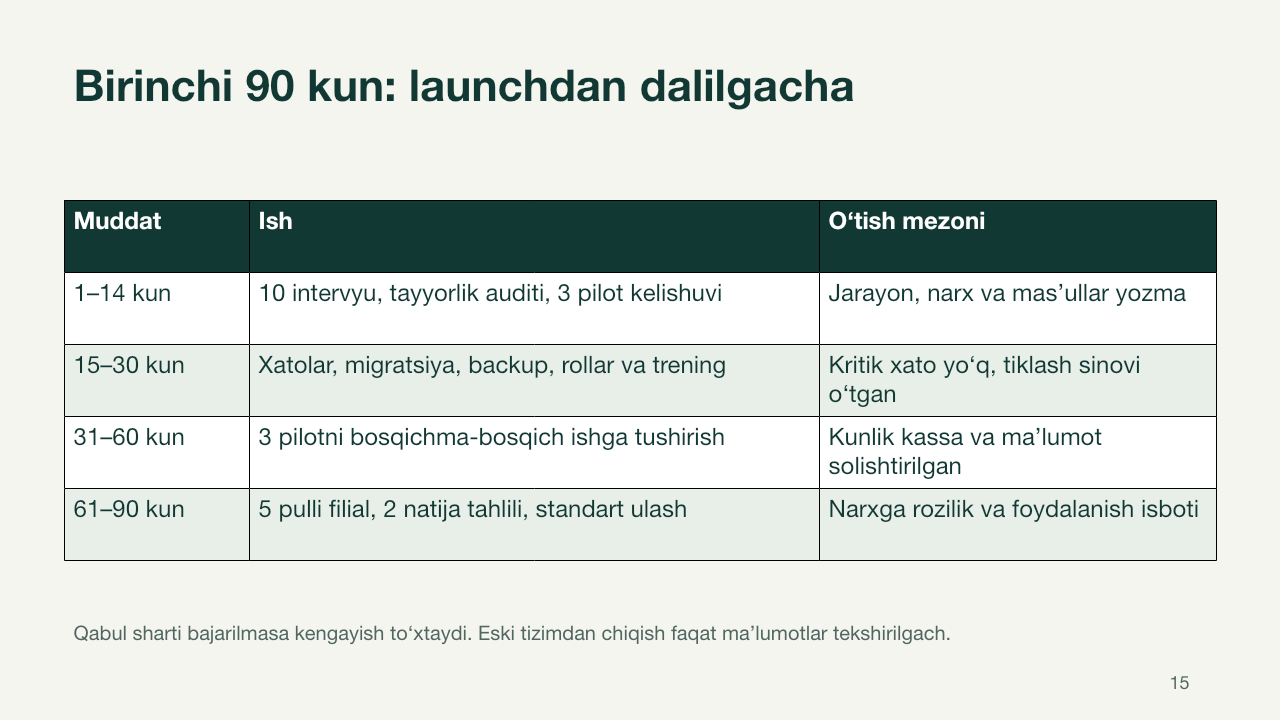 Birinchi 90 kun: launchdan dalilgacha
Muddat
Ish
O‘tish mezoni
1–14 kun
10 intervyu, tayyorlik auditi, 3 pilot kelishuvi
Jarayon, narx va mas’ullar yozma
15–30 kun
Xatolar, migratsiya, backup, rollar va trening
Kritik xato yo‘q, tiklash sinovi
o‘tgan
31–60 kun
3 pilotni bosqichma-bosqich ishga tushirish
Kunlik kassa va ma’lumot
solishtirilgan
61–90 kun
5 pulli filial, 2 natija tahlili, standart ulash
Narxga rozilik va foydalanish isboti
Qabul sharti bajarilmasa kengayish to‘xtaydi. Eski tizimdan chiqish faqat ma’lumotlar tekshirilgach.
15